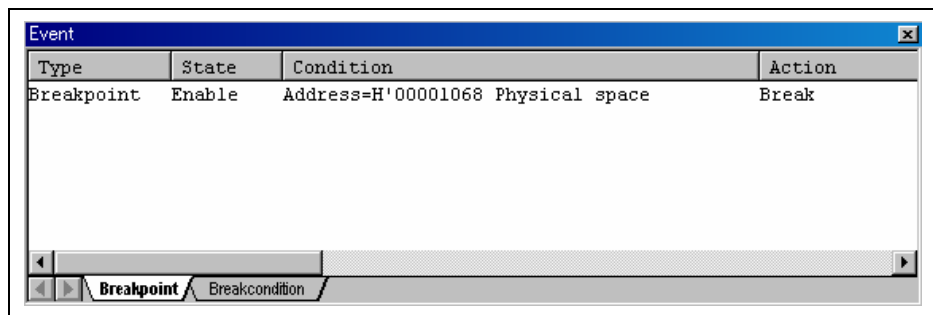 Event
Type State Condition Action
Breakpoint Enable Address=H'00001068 Physical space Break
Breakpoint Breakcondition